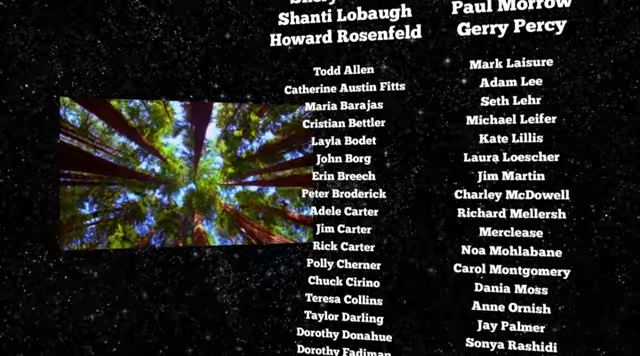 Shanti Lobaugh
Howard Rosenfeld
Todd Allen
Catherine Austin Fitts
Maria Barajas
Cristian Bettler
Layla Bodet
John Borg
Erin Breech
Peter Broderick
Adele Carter
Jim Carter
Rick Carter
Polly Cherner
Chuck Cirino
Teresa Collins
Taylor Darling
Dorothy Donahue
Dorothy Fadiman
Paul Morrow
Gerry Percy
Mark Laisure
Adam Lee
Seth Lehr
Michael Leifer
Kate Lillis
Laura Loescher
Jim Martin
Charley McDowell
Richard Mellersh
Merclease
Noa Mohlabane
Carol Montgomery
Dania Moss
Anne Ornish
Jay Palmer
Sonya Rashidi